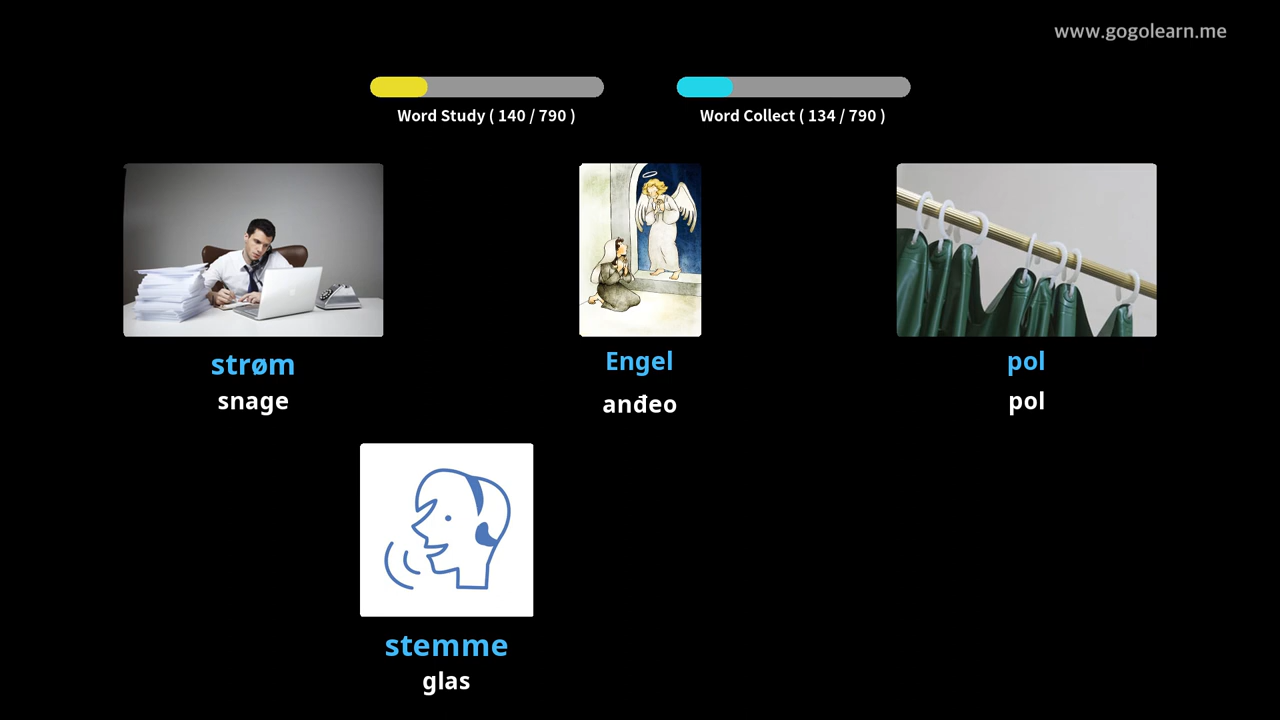 www.gogolearn.me
Word Study ( 140 / 790 )
Word Collect ( 134 / 790 )
strøm
snage
Engel
anđeo
pol
pol
stemme
glas